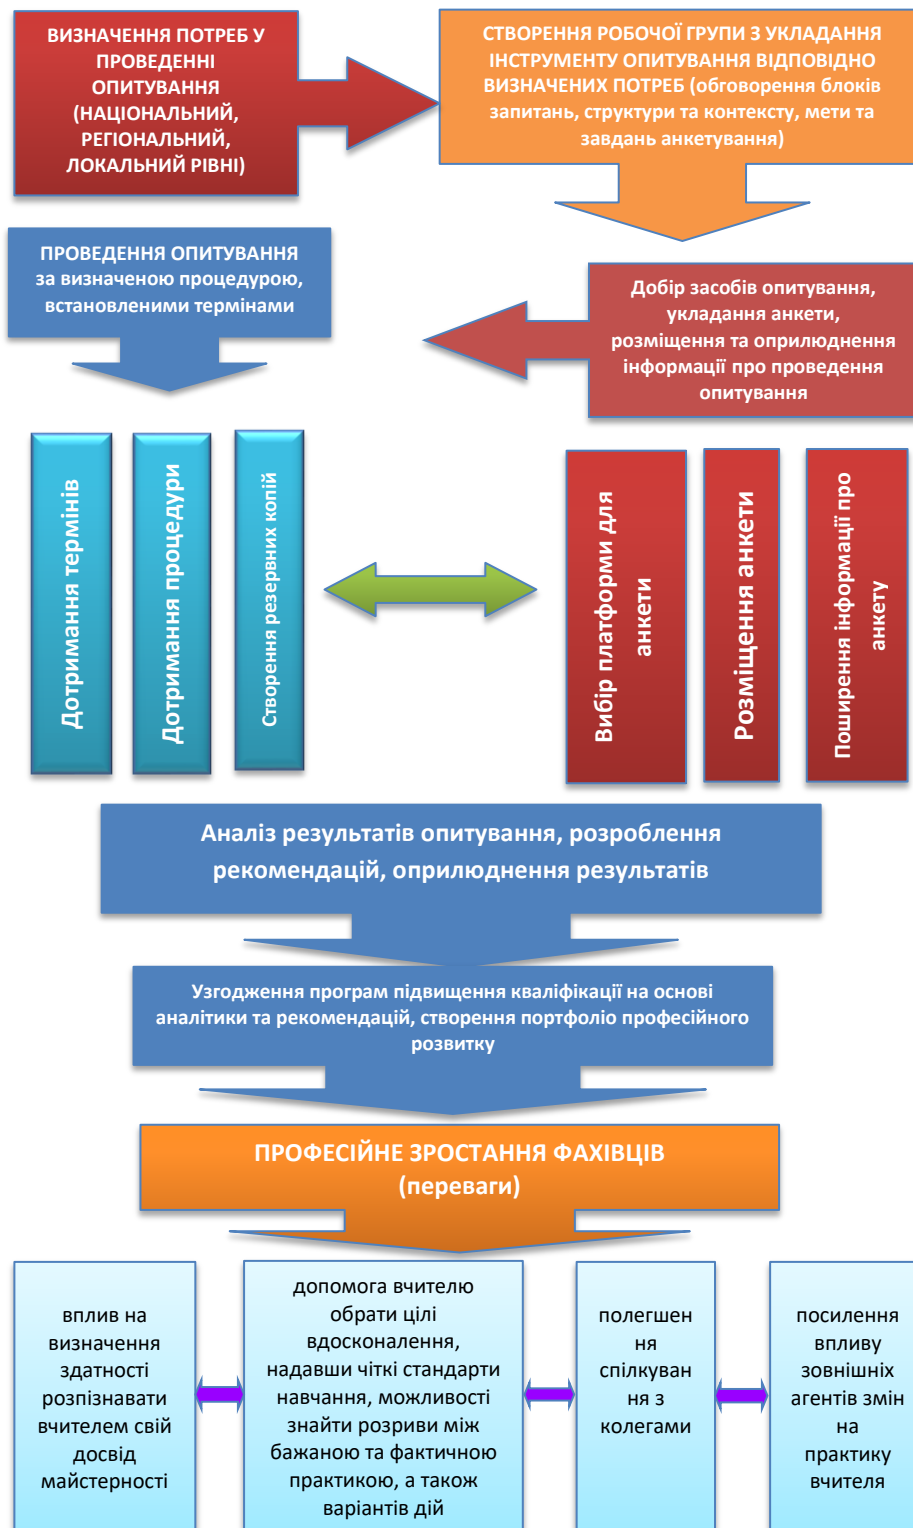 ВИЗНАЧЕННЯ ПОТРЕБ У
ПРОВЕДЕННІ
ОПИТУВАННЯ
(НАЦІОНАЛЬНИЙ,
РЕГІОНАЛЬНИЙ,
ЛОКАЛЬНИЙ РІВНІ)
СТВОРЕННЯ РОБОЧОЇ ГРУПИ З УКЛАДАННЯ
ІНСТРУМЕНТУ ОПИТУВАННЯ ВІДПОВІДНО
ВИЗНАЧЕНИХ ПОТРЕБ (обговорення блоків
запитань, структури та контексту, мети та
завдань анкетування)
ПРОВЕДЕННЯ ОПИТУВАННЯ
за визначеною процедурою,
встановленими термінами
Добір засобів опитування,
укладання анкети,
розміщення та оприлюднення
інформації про проведення
опитування
Дотримання термінів
Дотримання процедури
Створення резервних копій
Вибір платформи для
анкети
Розміщення анкети
Поширення інформації про
анкету
Аналіз результатів опитування, розроблення
рекомендацій, оприлюднення результатів
Узгодження програм підвищення кваліфікації на основі
аналітики та рекомендацій, створення портфоліо професійного
розвитку
ПРОФЕСІЙНЕ ЗРОСТАННЯ ФАХІВЦІВ
(переваги)
вплив на
визначення
здатності
розпізнавати
вчителем свій
досвід
майстерності
допомога вчителю
обрати цілі
вдосконалення,
надавши чіткі стандарти
навчання, можливості
знайти розриви між
бажаною та фактичною
практикою, а також
варіантів дій
полегшен
ня
спілкуван
ня з
колегами
посилення
впливу
зовнішніх
агентів змін
на
практику
вчителя